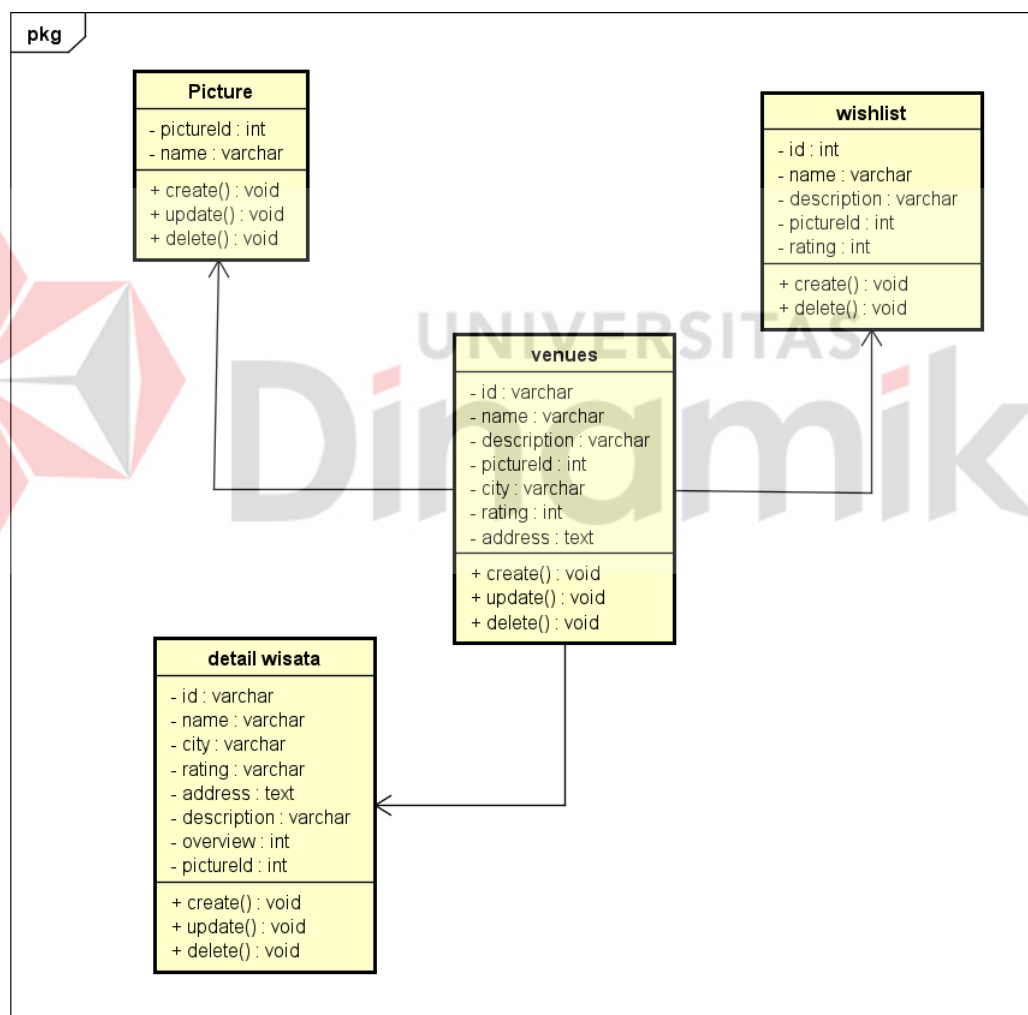 pkg
Picture
- pictureId : int
- name : varchar
+ create() : void
+ update() : void
+ delete() : void
wishlist
- id : int
- name : varchar
- description : varchar
- pictureId : int
- rating : int
+ create() : void
+ delete() : void
UNIVERSITAS
Dinamika
venues
- id : varchar
- name : varchar
- description : varchar
- pictureId : int
- city : varchar
- rating : int
- address : text
+ create() : void
+ update() : void
+ delete() : void
detail wisata
- id : varchar
- name : varchar
- city : varchar
- rating : varchar
- address : text
- description : varchar
- overview : int
- pictureId : int
+ create() : void
+ update() : void
+ delete() : void